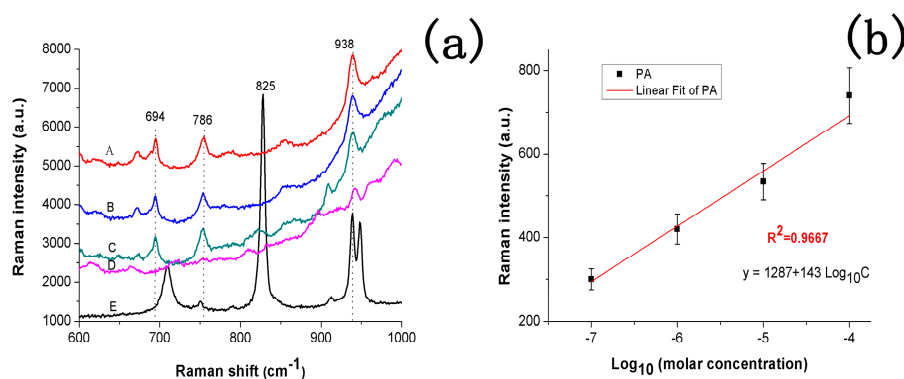 (a)
8000
7000
6000
5000
4000
3000
2000
1000
Raman intensity (a.u.)
694
786
825
938
A
B
C
D
E
600
700
800
900
1000
Raman shift (cm⁻¹)
(b)
800
600
400
200
Raman intensity (a.u.)
PA
Linear Fit of PA
R²=0.9667
y = 1287+143 Log₁₀C
-7
-6
-5
-4
Log₁₀ (molar concentration)